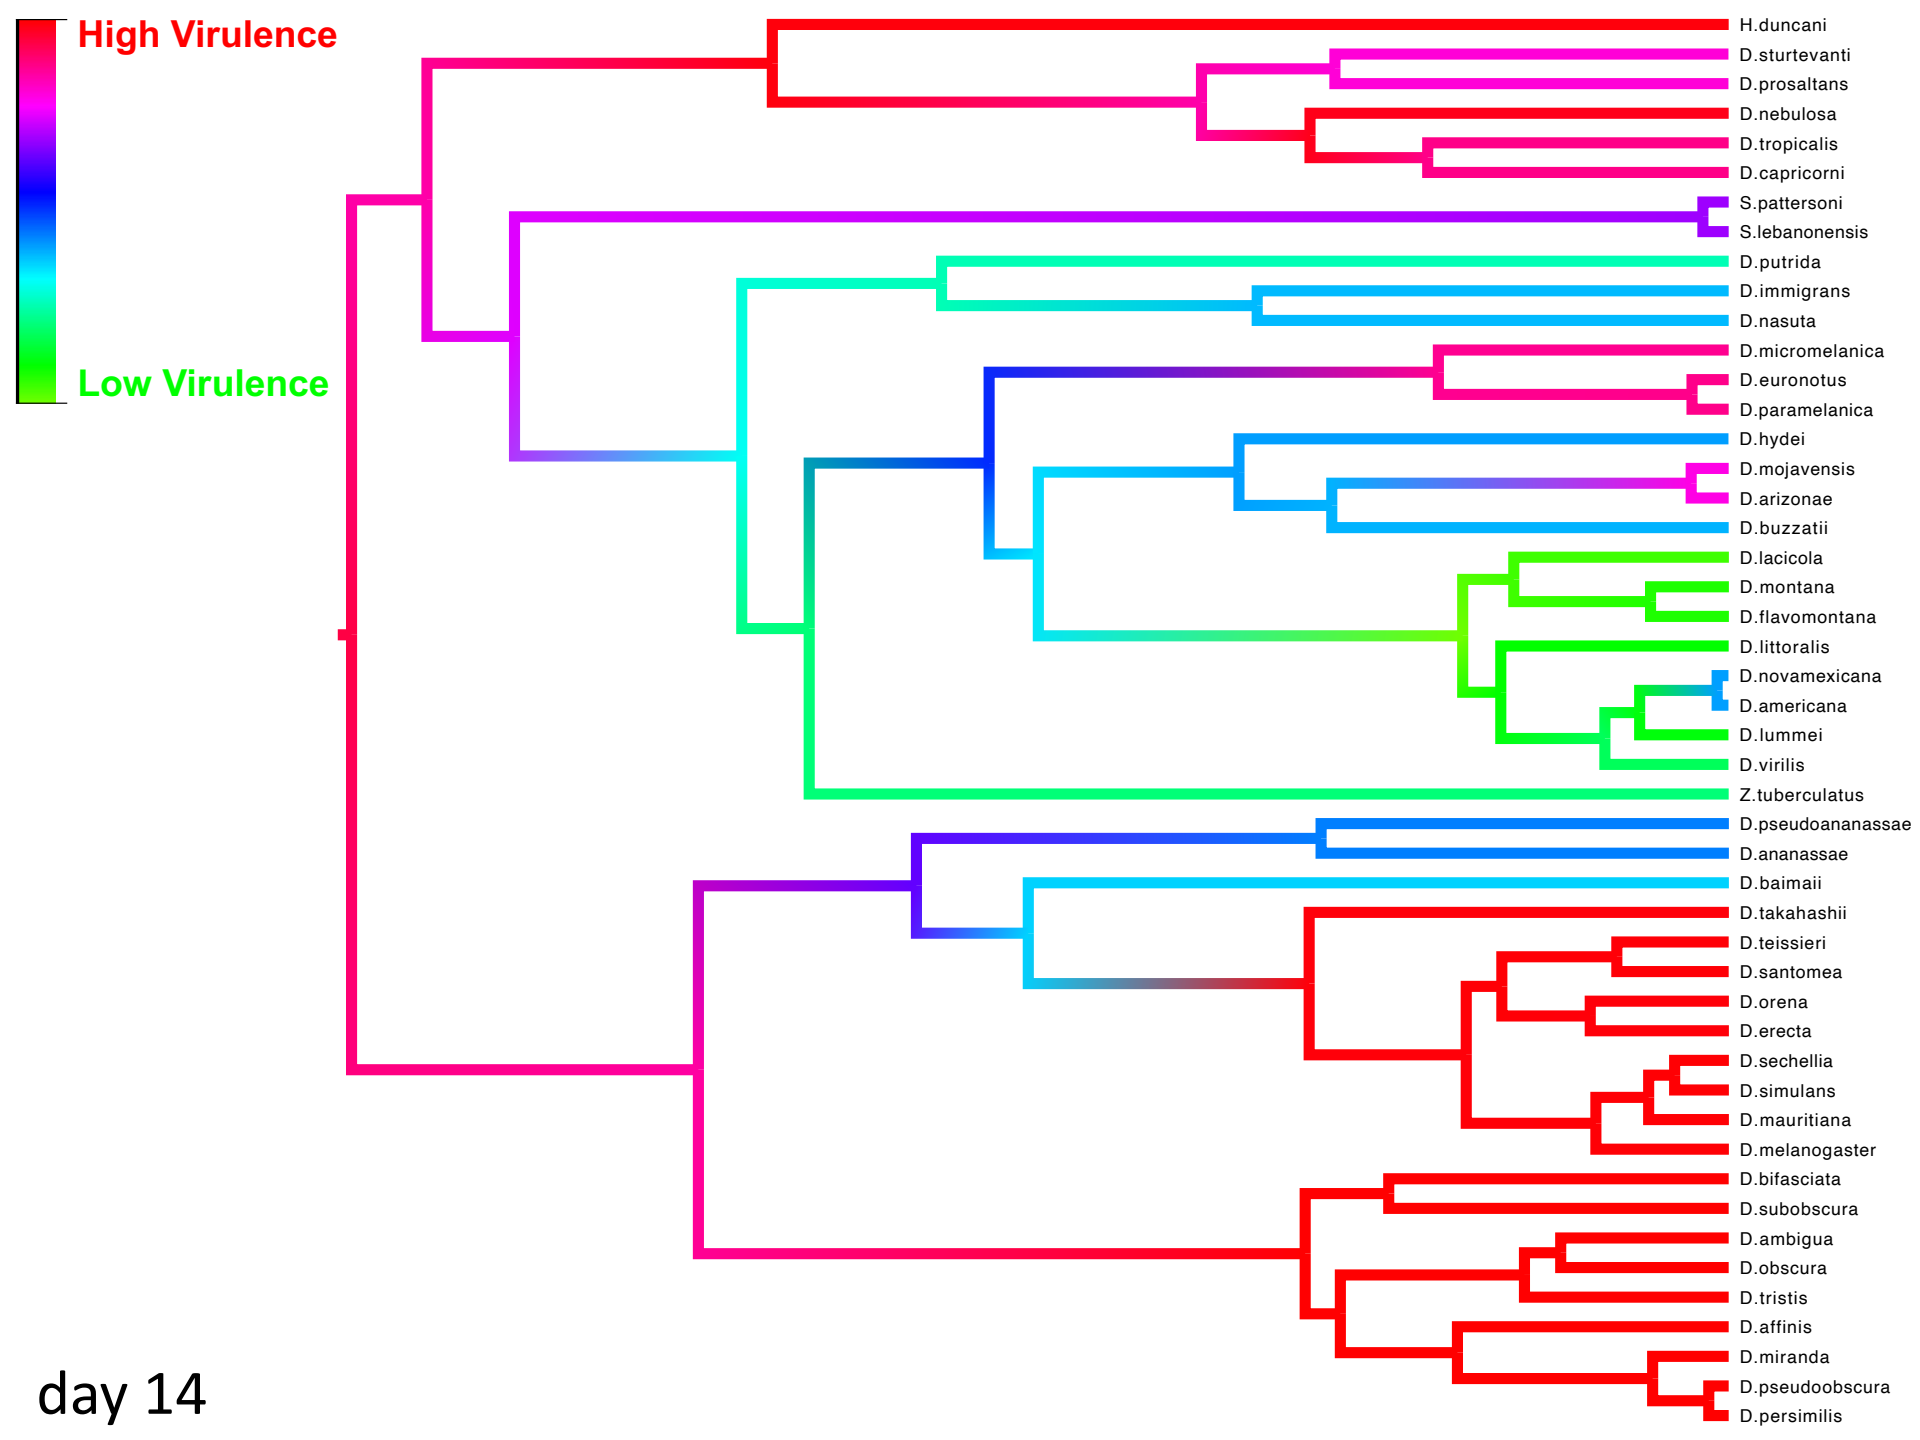 High Virulence
Low Virulence
H.duncani
D.sturtevanti
D.prosaltans
D.nebulosa
D.tropicalis
D.capricorni
S.pattersoni
S.lebanonensis
D.putrida
D.immigrans
D.nasuta
D.micromelanica
D.euronotus
D.paramelanica
D.hydei
D.mojavensis
D.arizonae
D.buzzatii
D.lacicola
D.montana
D.flavomontana
D.littoralis
D.novamexicana
D.americana
D.lummei
D.virilis
Z.tuberculatus
D.pseudoananassae
D.ananassae
D.baimaii
D.takahashii
D.teissieri
D.santomea
D.orena
D.erecta
D.sechellia
D.simulans
D.mauritiana
D.melanogaster
D.bifasciata
D.subobscura
D.ambigua
D.obscura
D.tristis
D.affinis
D.miranda
D.pseudoobscura
D.persimilis
day 14